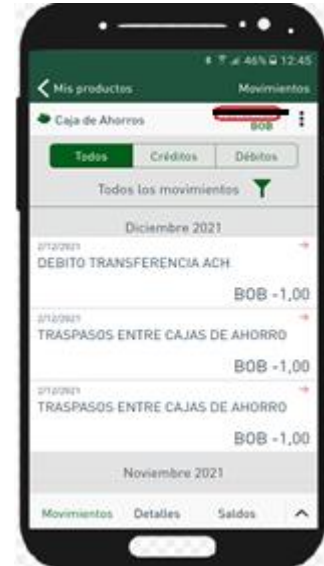 46% 12:45
Mis productos Movimientos
Caja de Ahorros
BOB
Todos Créditos Débitos
Todos los movimientos
Diciembre 2021
2/12/2021
DEBITO TRANSFERENCIA ACH
BOB -1,00
2/12/2021
TRASPASOS ENTRE CAJAS DE AHORRO
BOB -1,00
2/12/2021
TRASPASOS ENTRE CAJAS DE AHORRO
BOB -1,00
Noviembre 2021
Movimientos Detalles Saldos